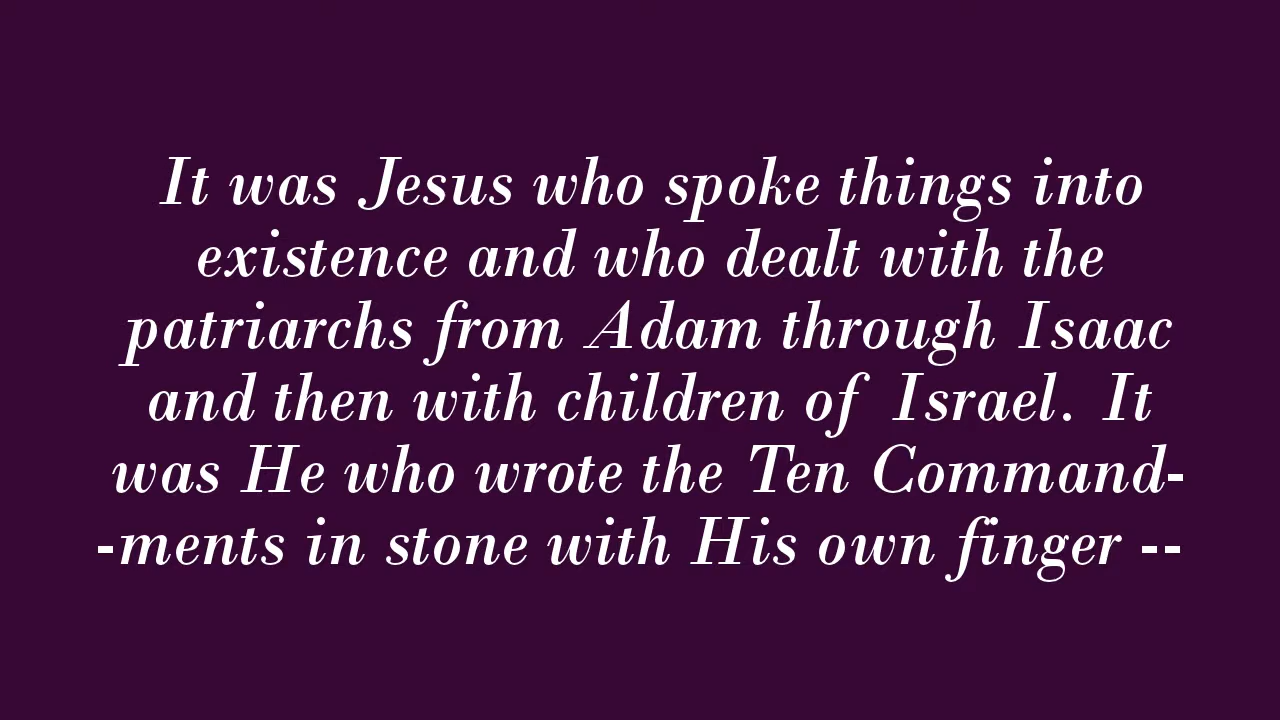 It was Jesus who spoke things into
existence and who dealt with the
patriarchs from Adam through Isaac
and then with children of Israel. It
was He who wrote the Ten Command-
-ments in stone with His own finger --